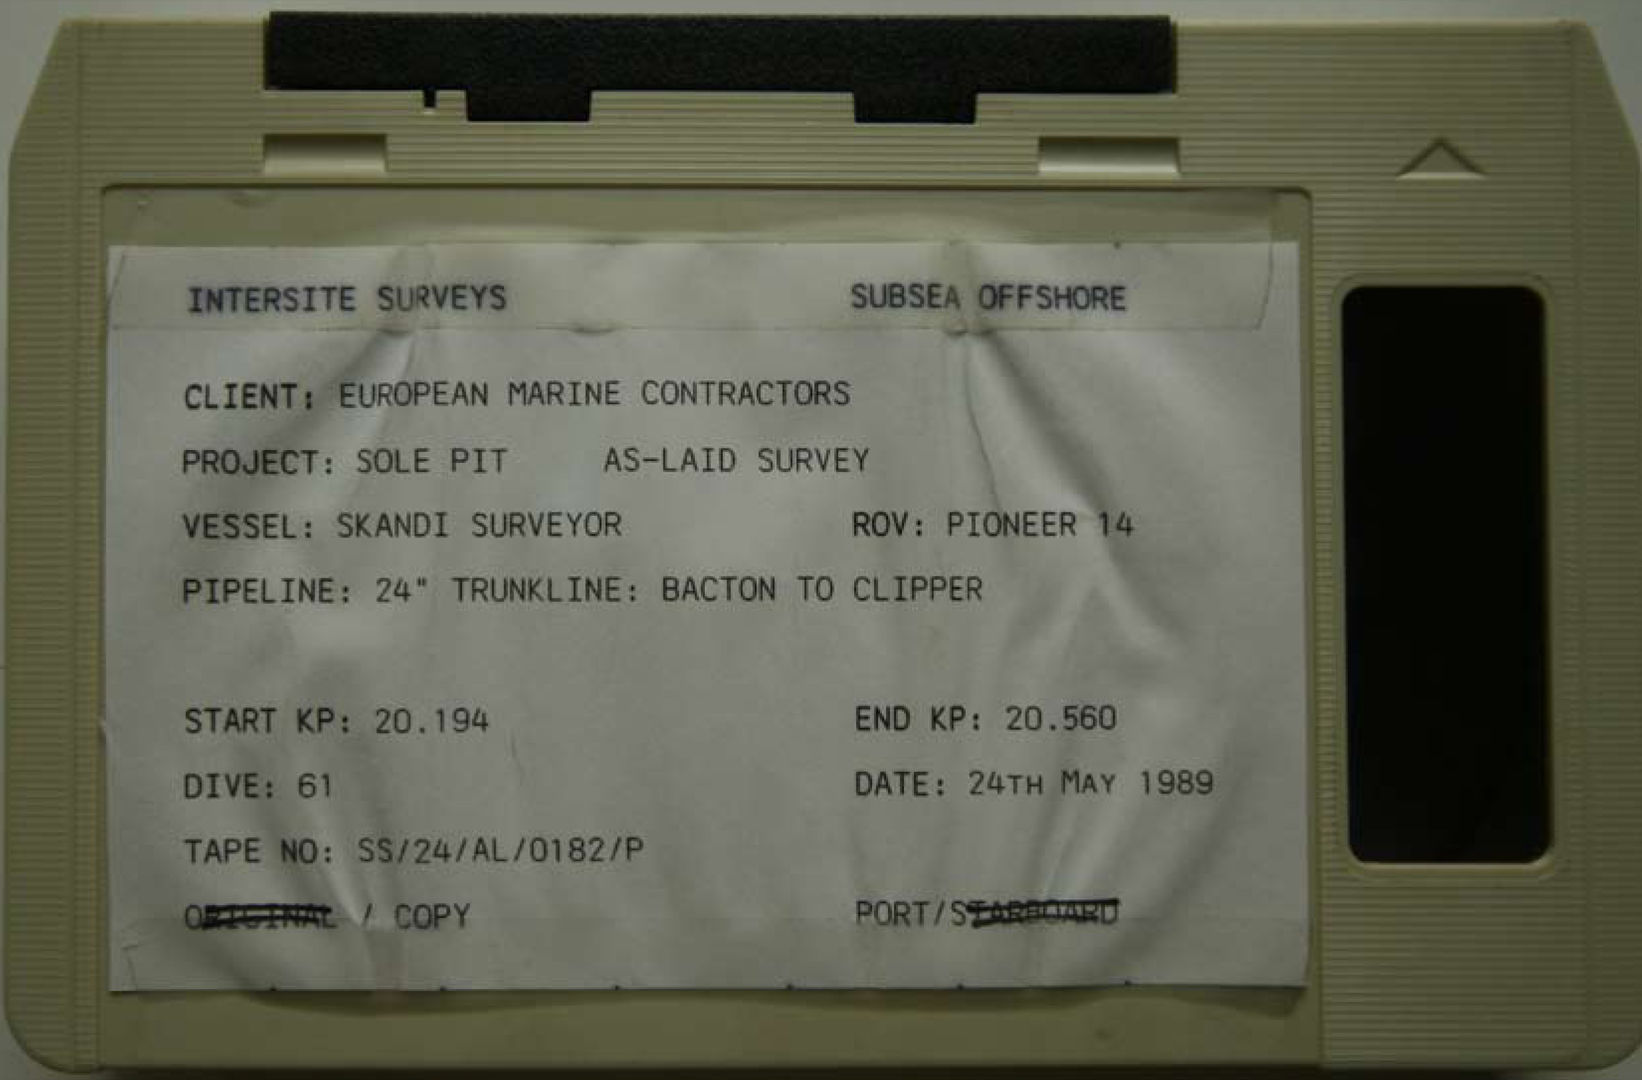 INTERSITE SURVEYS SUBSEA OFFSHORE
CLIENT: EUROPEAN MARINE CONTRACTORS
PROJECT: SOLE PIT AS-LAID SURVEY
VESSEL: SKANDI SURVEYOR ROV: PIONEER 14
PIPELINE: 24" TRUNKLINE: BACTON TO CLIPPER
START KP: 20.194 END KP: 20.560
DIVE: 61 DATE: 24TH MAY 1989
TAPE NO: SS/24/AL/0182/P
ORIGINAL / COPY PORT/STARBOARD